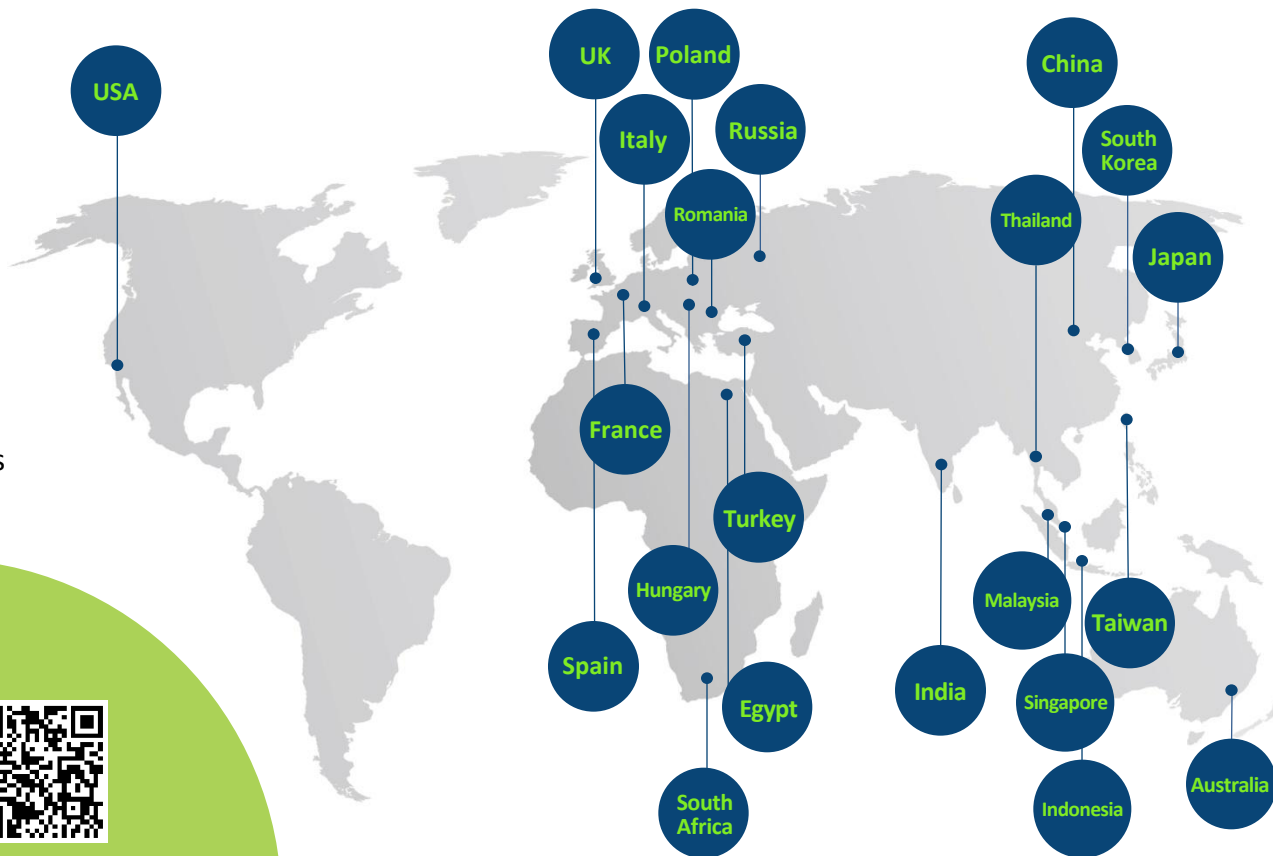 UK
Poland
China
USA
Italy
Russia
South
Korea
Romania
Thailand
Japan
France
s
Turkey
Hungary
Malaysia
Taiwan
Spain
India
Singapore
Egypt
Australia
South
Africa
Indonesia